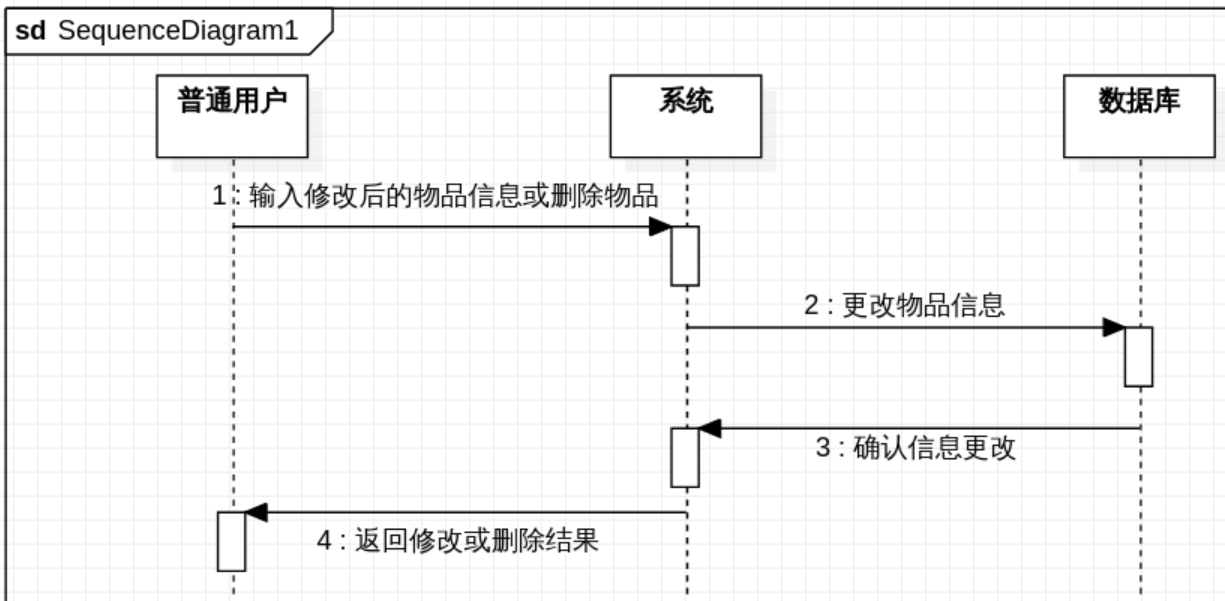 sd SequenceDiagram1
普通用户
系统
数据库
1 : 输入修改后的物品信息或删除物品
2 : 更改物品信息
3 : 确认信息更改
4 : 返回修改或删除结果